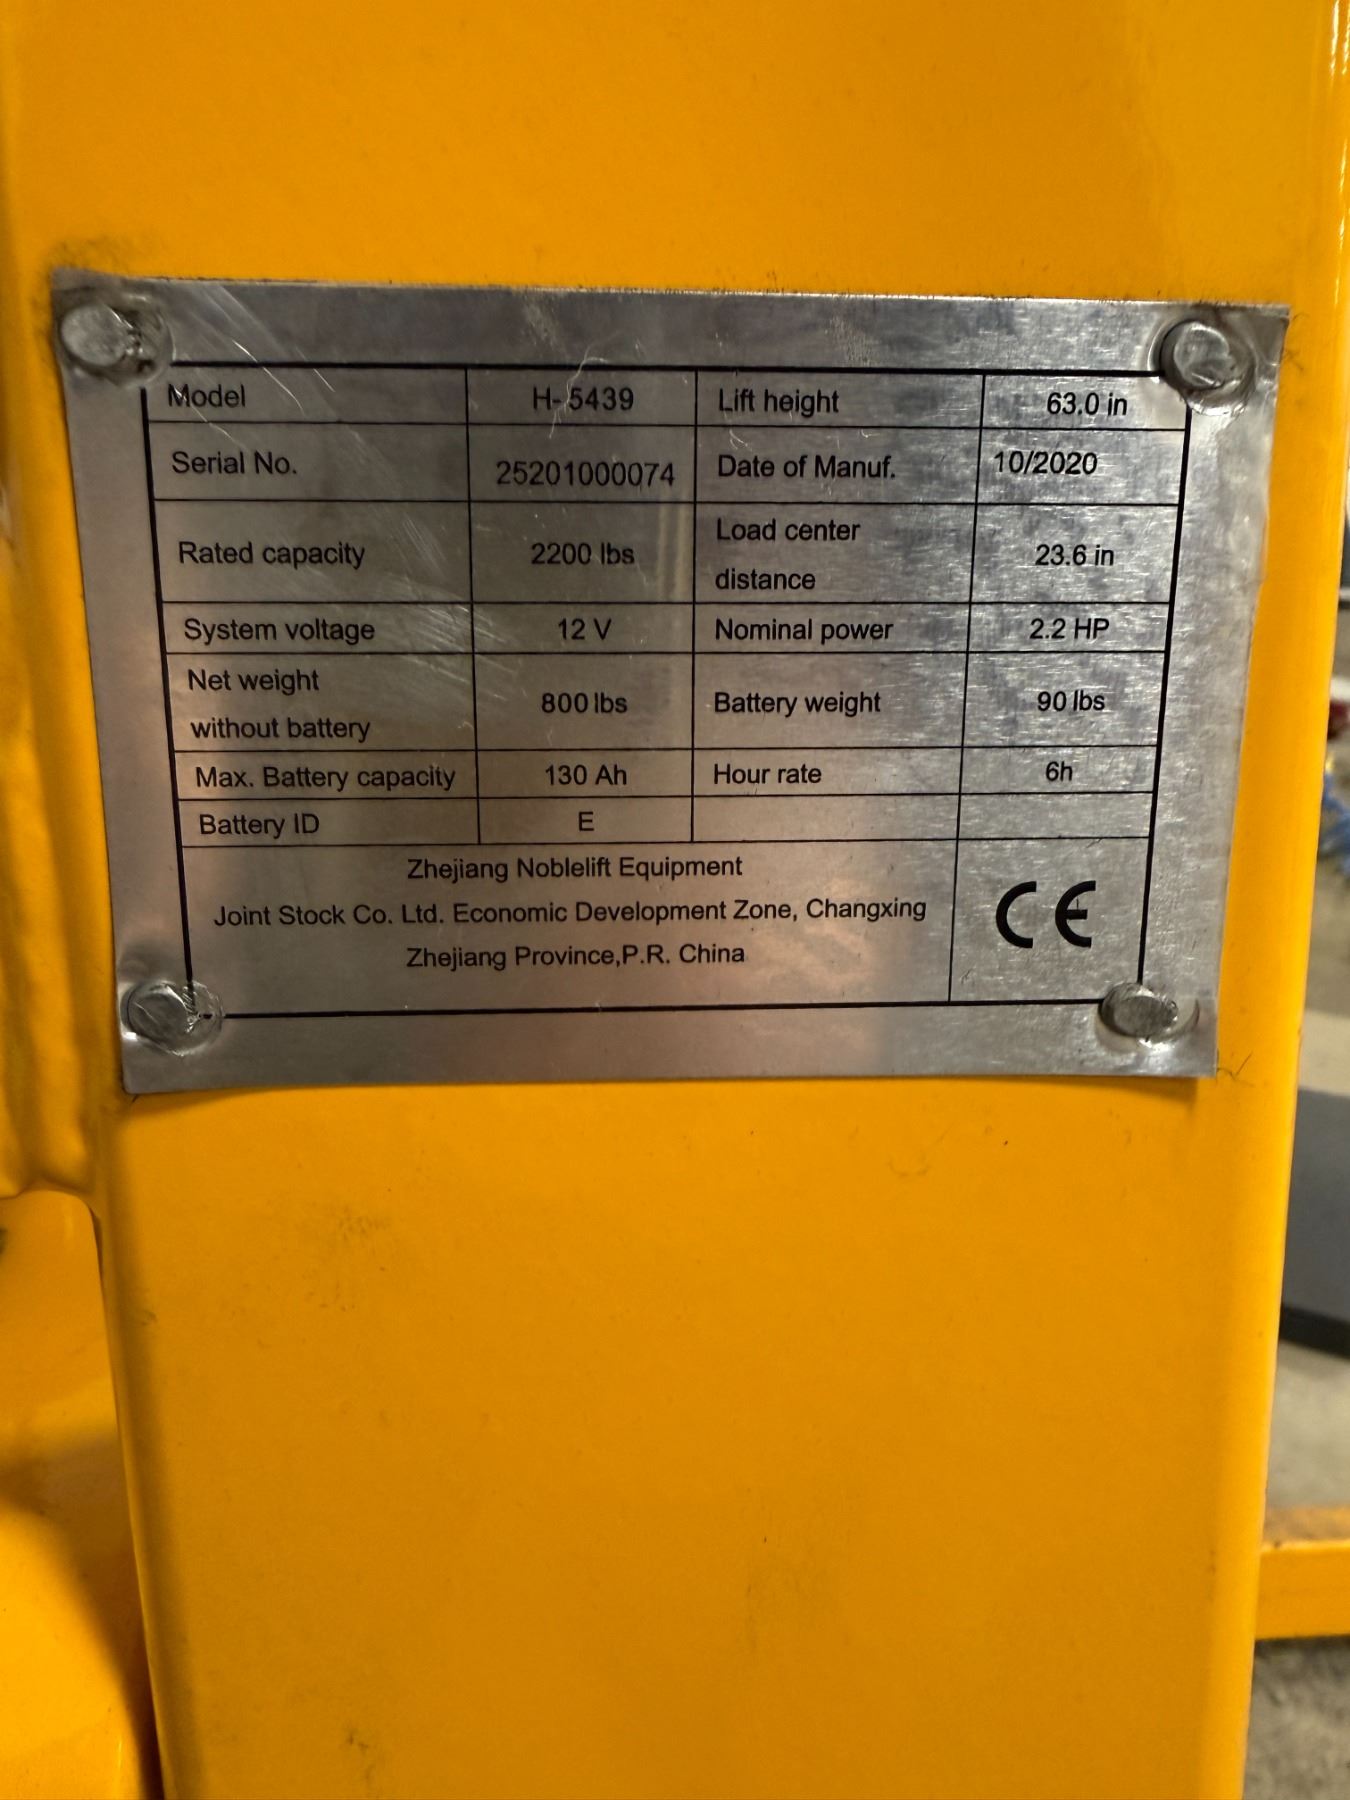 Model H- 5439 Lift height 63.0 in
Serial No. 25201000074 Date of Manuf. 10/2020
Rated capacity 2200 lbs Load center distance 23.6 in
System voltage 12 V Nominal power 2.2 HP
Net weight without battery 800 lbs Battery weight 90 lbs
Max. Battery capacity 130 Ah Hour rate 6h
Battery ID E
Zhejiang Noblelift Equipment
Joint Stock Co. Ltd. Economic Development Zone, Changxing
Zhejiang Province,P.R. China
CE